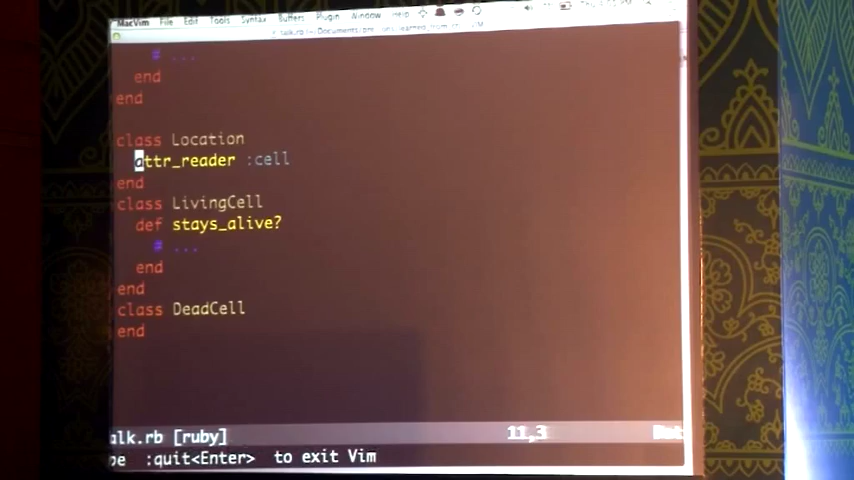 MacVim File Edit Tools Syntax Buffers Plugin Window Help
# ...
end
end
class Location
attr_reader :cell
end
class LivingCell
def stays_alive?
# ...
end
end
class DeadCell
end
alk.rb [ruby] 11,3
pe :quit<Enter> to exit Vim